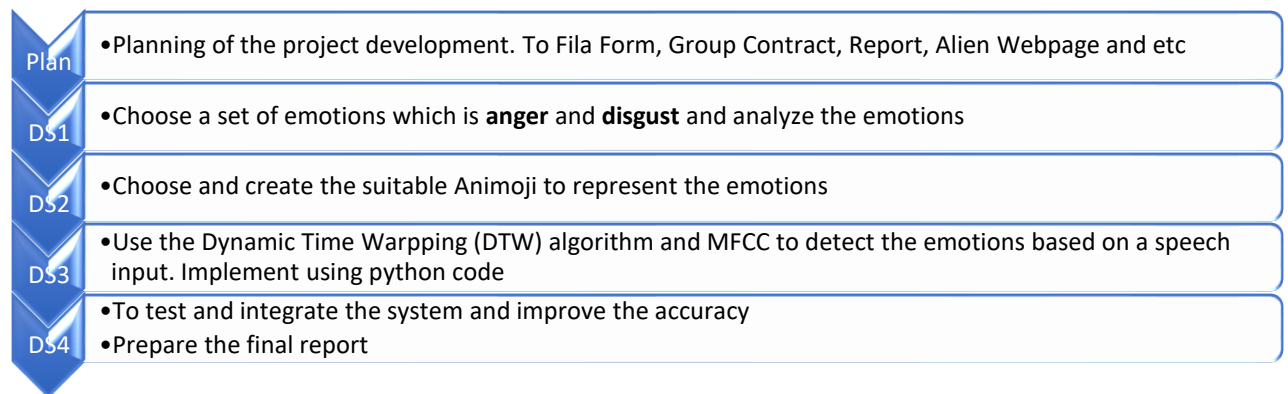 Plan
•Planning of the project development. To Fila Form, Group Contract, Report, Alien Webpage and etc
DS1
•Choose a set of emotions which is anger and disgust and analyze the emotions
DS2
•Choose and create the suitable Animoji to represent the emotions
DS3
•Use the Dynamic Time Warpping (DTW) algorithm and MFCC to detect the emotions based on a speech
input. Implement using python code
DS4
•To test and integrate the system and improve the accuracy
•Prepare the final report